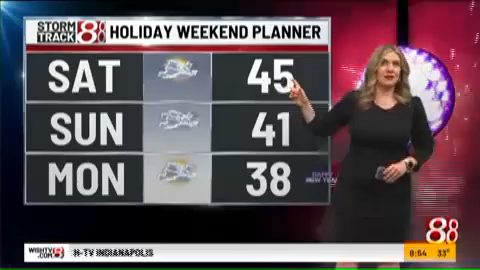 STORM TRACK 8 HOLIDAY WEEKEND PLANNER
SAT 45
SUN 41
MON 38
HAPPY NEW YEAR
8
WISHTV.COM 8 H-TV INDIANAPOLIS 8:54 33°